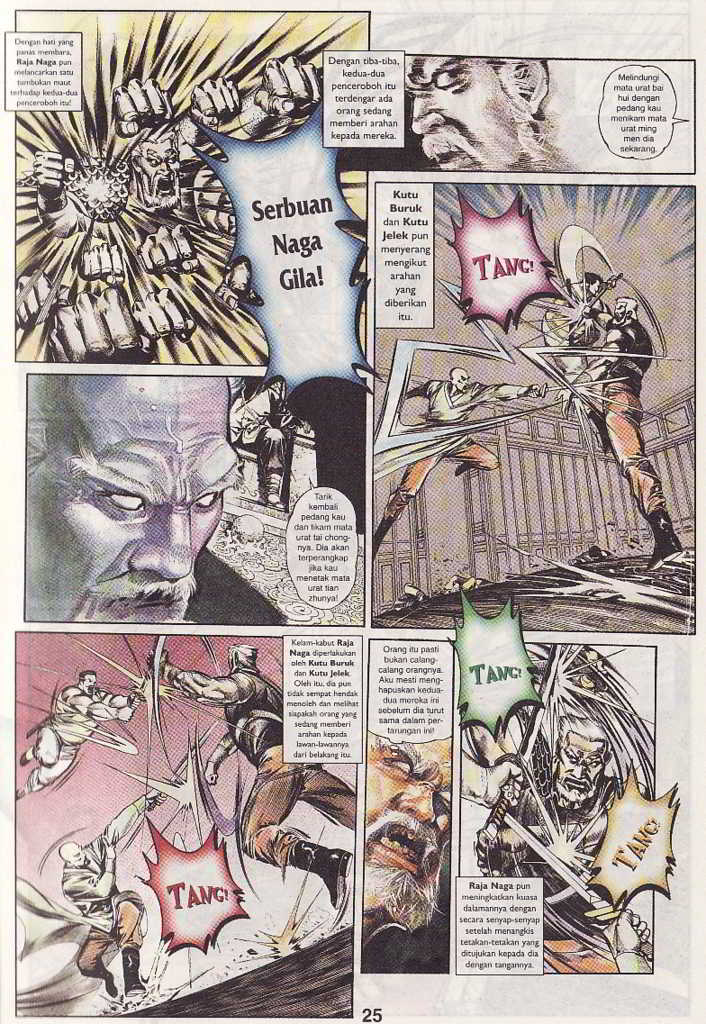 Dengan hati yang
panas membara,
Raja Naga pun
melancarkan satu
tumbukan maut
terhadap kedua-dua
penceroboh itu!
Serbuan
Naga
Gila!
Dengan tiba-tiba,
kedua-dua
penceroboh itu
terdengar ada
orang sedang
memberi arahan
kepada mereka.
Melindungi
mata urat bai
hui dengan
pedang kau
menikam mata
urat ming
men dia
sekarang.
Kutu
Buruk
dan Kutu
Jelek pun
menyerang
mengikut
arahan
yang
diberikan
itu.
TANG!
Tarik
kembali
pedang kau
dan tikam mata
urat tai chong-
nya. Dia akan
terperangkap
jika kau
menetak mata
urat tian
zhunya!
Kelam-kabut Raja
Naga diperlakukan
oleh Kutu Buruk
dan Kutu Jelek.
Oleh itu, dia pun
tidak sempat hendak
menoleh dan melihat
siapakah orang yang
sedang memberi
arahan kepada
lawan-lawannya
dari belakang itu.
TANG!
Orang itu pasti
bukan calang-
calang orangnya.
Aku mesti meng-
hapuskan kedua-
dua meroka ini
sebelum dia turut
sama dalam per-
tarungan ini!
TANG!
TANG!
Raja Naga pun
meningkatkan kuasa
dalamannya dengan
secara senyap-senyap
setelah menangkis
tetakan-tetakan yang
ditujukan kepada dia
dengan tangannya.
25